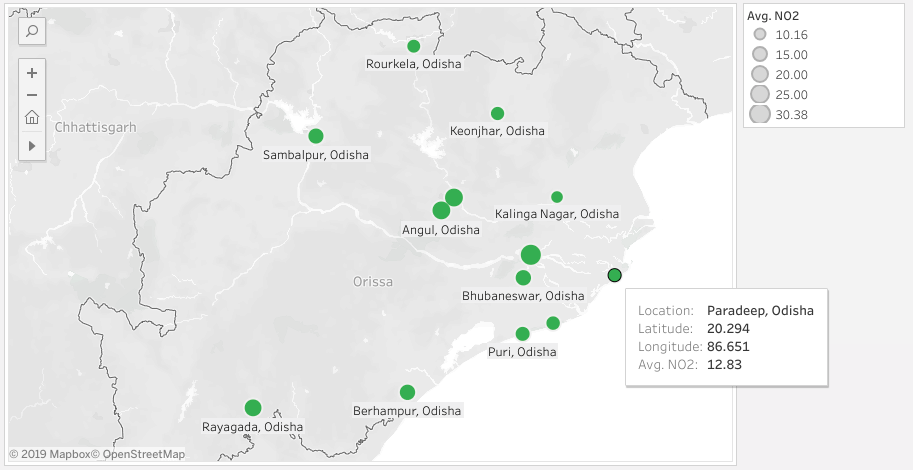 Avg. NO2
10.16
15.00
20.00
25.00
30.38
Rourkela, Odisha
Keonjhar, Odisha
Chhattisgarh
Sambalpur, Odisha
Kalinga Nagar, Odisha
Angul, Odisha
Orissa
Bhubaneswar, Odisha
Location: Paradeep, Odisha
Latitude: 20.294
Longitude: 86.651
Avg. NO2: 12.83
Puri, Odisha
Berhampur, Odisha
Rayagada, Odisha
© 2019 Mapbox© OpenStreetMap